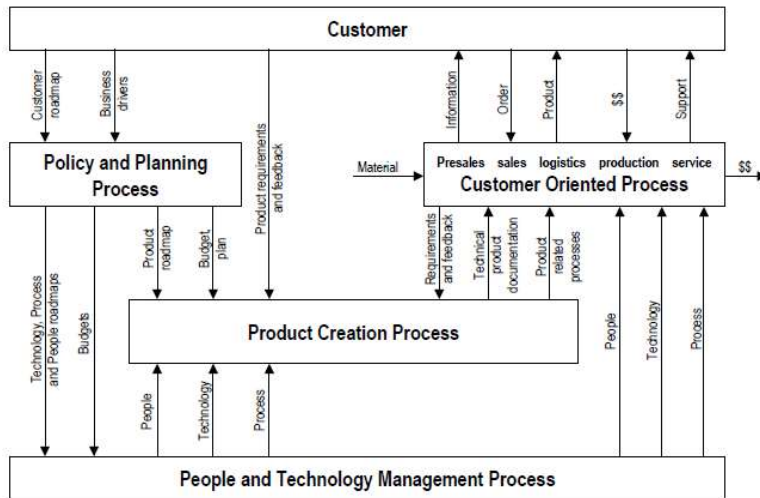 Customer
Customer
roadmap
Business
drivers
Product requirements
and feedback
Information
Order
Product
$$
Support
Policy and Planning
Process
Material
Presales sales logistics production service
Customer Oriented Process
$$
Technology, Process
and People roadmaps
Budgets
Product
roadmap
Budget,
plan
Requirements
and feedback
Technical
product
documentation
Product
related
processes
People
Technology
Process
Product Creation Process
People
Technology
Process
People and Technology Management Process